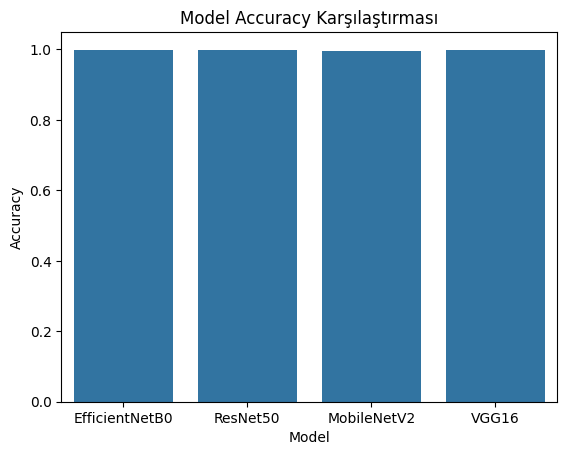 Model Accuracy Karşılaştırması
Accuracy
1.0
0.8
0.6
0.4
0.2
0.0
EfficientNetB0 ResNet50 MobileNetV2 VGG16
Model